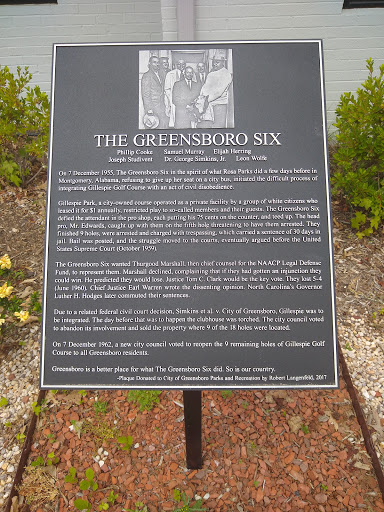 THE GREENSBORO SIX
Phillip Cooke Samuel Murray Elijah Herring
Joseph Studivent Dr. George Simkins, Jr. Leon Wolfe
On 7 December 1955, The Greensboro Six in the spirit of what Rosa Parks did a few days before in
Montgomery, Alabama, refusing to give up her seat on a city bus, initiated the difficult process of
integrating Gillespie Golf Course with an act of civil disobedience.
Gillespie Park, a city-owned course operated as a private facility by a group of white citizens who
leased it for $1 annually, restricted play to so-called members and their guests. The Greensboro Six
defied the attendant in the pro shop, each putting his 75 cents on the counter, and teed up. The head
pro, Mr. Edwards, caught up with them on the fifth hole threatening to have them arrested. They
finished 9 holes, were arrested and charged with trespassing, which carried a sentence of 30 days in
jail. Bail was posted, and the struggle moved to the courts, eventually argued before the United
States Supreme Court (October 1959).
The Greensboro Six wanted Thurgood Marshall, then chief counsel for the NAACP Legal Defense
Fund, to represent them. Marshall declined, claiming that if they had gotten an injunction they
could win. He predicted they would lose. Justice Tom C. Clark would be the key vote. They lost 5-4
(June 1960). Chief Justice Earl Warren wrote the dissenting opinion. North Carolina's Governor
Luther H. Hodges later commuted their sentences.
Due to a related federal civil court decision, Simkins et al. v. City of Greensboro, Gillespie was to
be integrated. The day before that was to happen the clubhouse was torched. The city council voted
to abandon its involvement and sold the property where 9 of the 18 holes were located.
On 7 December 1962, a new city council voted to reopen the 9 remaining holes of Gillespie Golf
Course to all Greensboro residents.
Greensboro is a better place for what The Greensboro Six did. So is our country.
-Plaque Donated to City of Greensboro Parks and Recreation by Robert Langenfeld, 2017